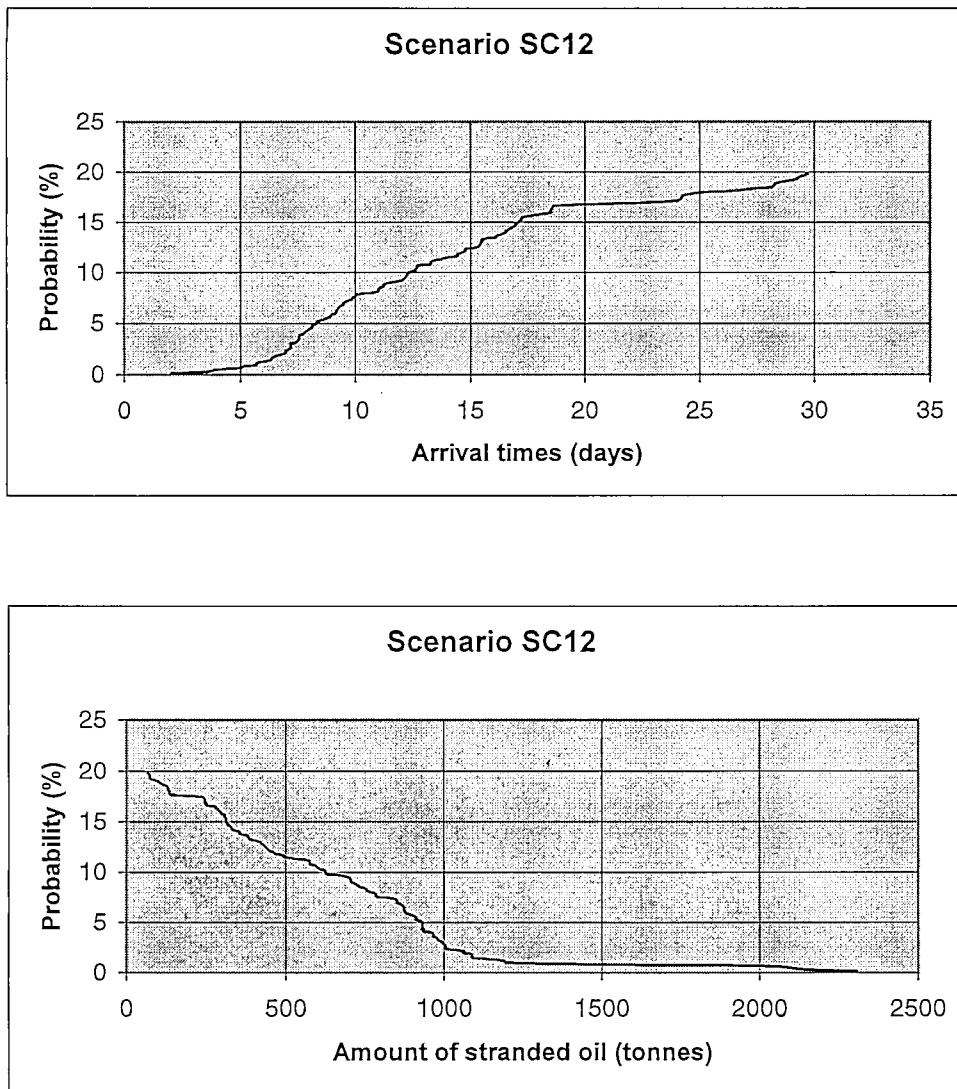 Scenario SC12
25
20
15
10
5
0
Probability (%)
0 5 10 15 20 25 30 35
Arrival times (days)
Scenario SC12
25
20
15
10
5
0
Probability (%)
0 500 1000 1500 2000 2500
Amount of stranded oil (tonnes)